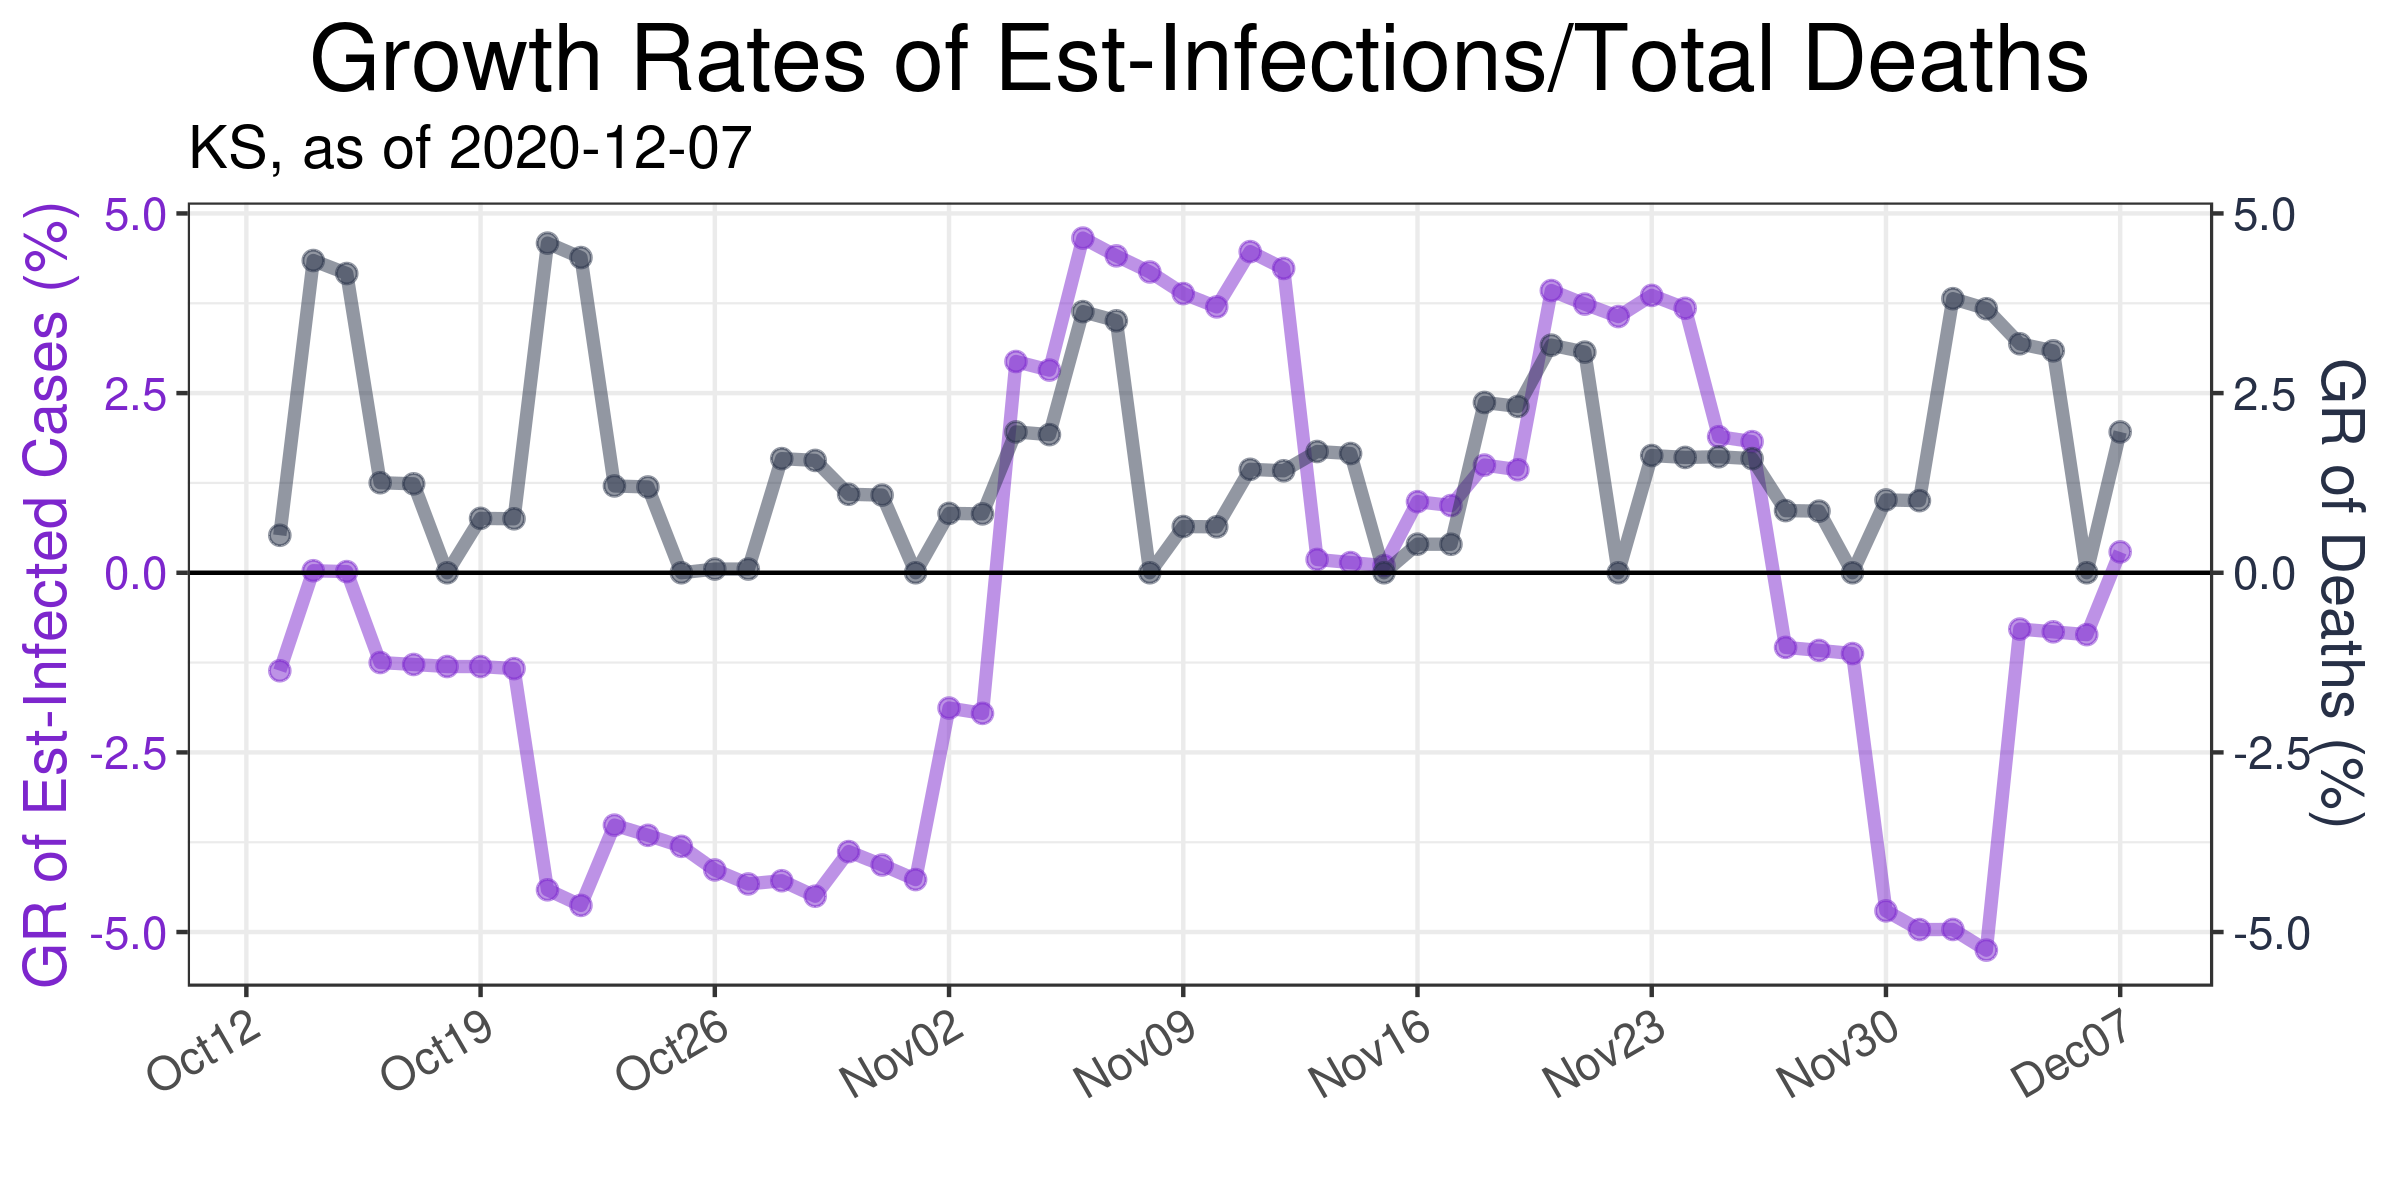 Growth Rates of Est-Infections/Total Deaths
KS, as of 2020-12-07
GR of Est-Infected Cases (%)
5.0
2.5
0.0
-2.5
-5.0
5.0
2.5
0.0
-2.5
-5.0
GR of Deaths (%)
Oct12
Oct19
Oct26
Nov02
Nov09
Nov16
Nov23
Nov30
Dec07